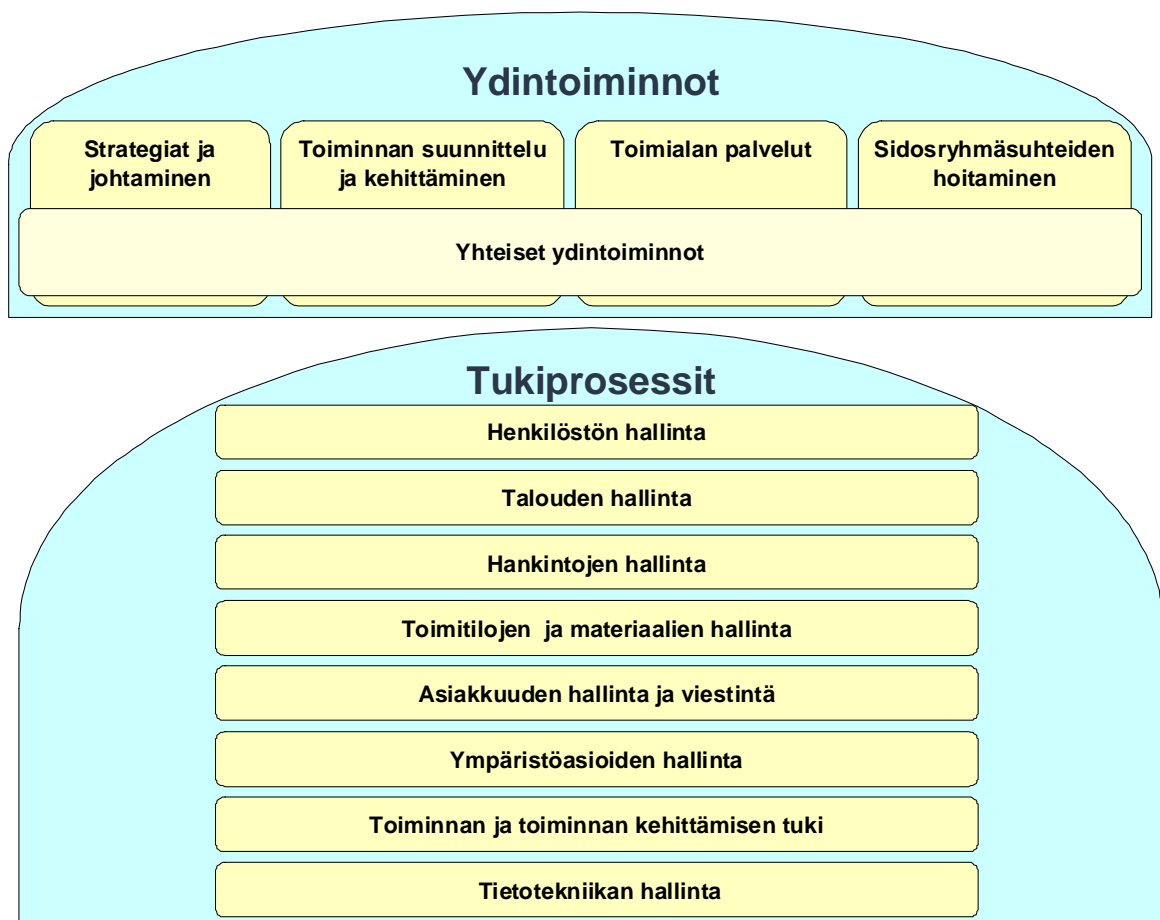 Ydintoiminnot
Strategiat ja
johtaminen
Toiminnan suunnittelu
ja kehittäminen
Toimialan palvelut
Sidosryhmäsuhteiden
hoitaminen
Yhteiset ydintoiminnot
Tukiprosessit
Henkilöstön hallinta
Talouden hallinta
Hankintojen hallinta
Toimitilojen  ja materiaalien hallinta
Asiakkuuden hallinta ja viestintä
Ympäristöasioiden hallinta
Toiminnan ja toiminnan kehittämisen tuki
Tietotekniikan hallinta